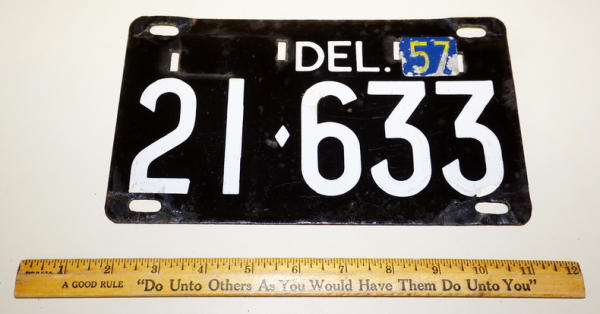 DEL. 57
21♦633
1 2 3 4 5 6 7 8 9 10 11 12
A GOOD RULE "Do Unto Others As You Would Have Them Do Unto You"